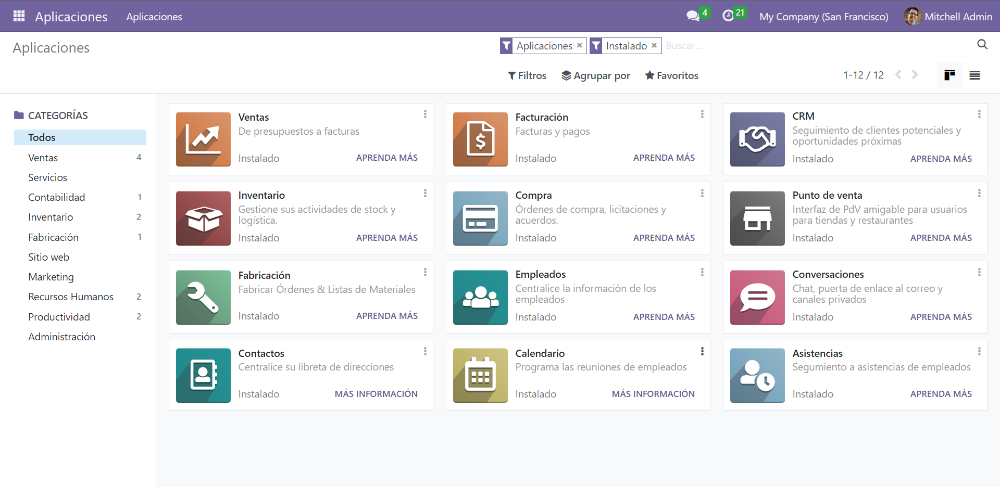 Aplicaciones
Aplicaciones
4
21
My Company (San Francisco)
Mitchell Admin
Aplicaciones
Aplicaciones ×
Instalado ×
Buscar...
Filtros
Agrupar por
Favoritos
1-12 / 12
CATEGORÍAS
Todos
Ventas 4
Servicios
Contabilidad 1
Inventario 2
Fabricación 1
Sitio web
Marketing
Recursos Humanos 2
Productividad 2
Administración
Ventas
De presupuestos a facturas
Instalado APRENDA MÁS
Facturación
Facturas y pagos
Instalado APRENDA MÁS
CRM
Seguimiento de clientes potenciales y
oportunidades próximas
Instalado APRENDA MÁS
Inventario
Gestione sus actividades de stock y
logística.
Instalado APRENDA MÁS
Compra
Órdenes de compra, licitaciones y
acuerdos.
Instalado APRENDA MÁS
Punto de venta
Interfaz de PdV amigable para usuarios
para tiendas y restaurantes
Instalado APRENDA MÁS
Fabricación
Fabricar Órdenes & Listas de Materiales
Instalado APRENDA MÁS
Empleados
Centralice la información de los
empleados
Instalado APRENDA MÁS
Conversaciones
Chat, puerta de enlace al correo y
canales privados
Instalado APRENDA MÁS
Contactos
Centralice su libreta de direcciones
Instalado MÁS INFORMACIÓN
Calendario
Programa las reuniones de empleados
Instalado MÁS INFORMACIÓN
Asistencias
Segumiento a asistencias de empleados
Instalado APRENDA MÁS